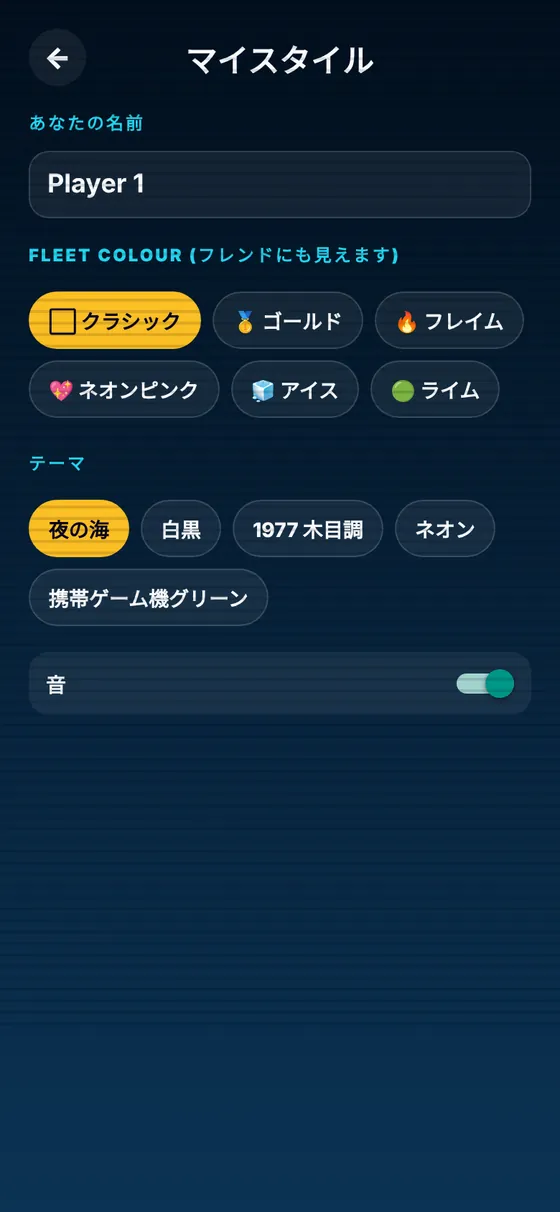 マイスタイル
あなたの名前
Player 1
FLEET COLOUR (フレンドにも見えます)
クラシック 🥇 ゴールド 🔥 フレイム
💖 ネオンピンク 🧊 アイス 🟢 ライム
テーマ
夜の海 白黒 1977 木目調 ネオン
携帯ゲーム機グリーン
音